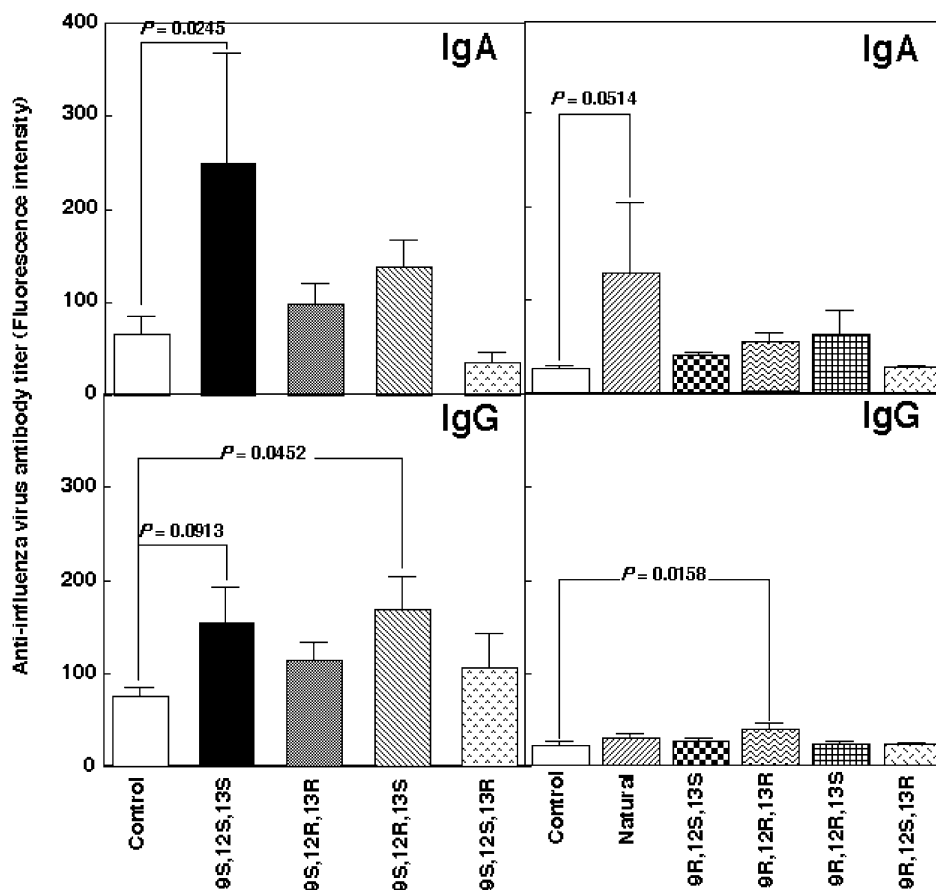 Anti-influenza virus antibody titer (Fluorescence intensity)
400
300
200
100
0
P = 0.0245
IgA
P = 0.0514
IgA
300
200
100
0
P = 0.0452
P = 0.0913
IgG
P = 0.0158
IgG
Control
9S,12S,13S
9S,12R,13R
9S,12R,13S
9S,12S,13R
Control
Natural
9R,12S,13S
9R,12R,13R
9R,12R,13S
9R,12S,13R